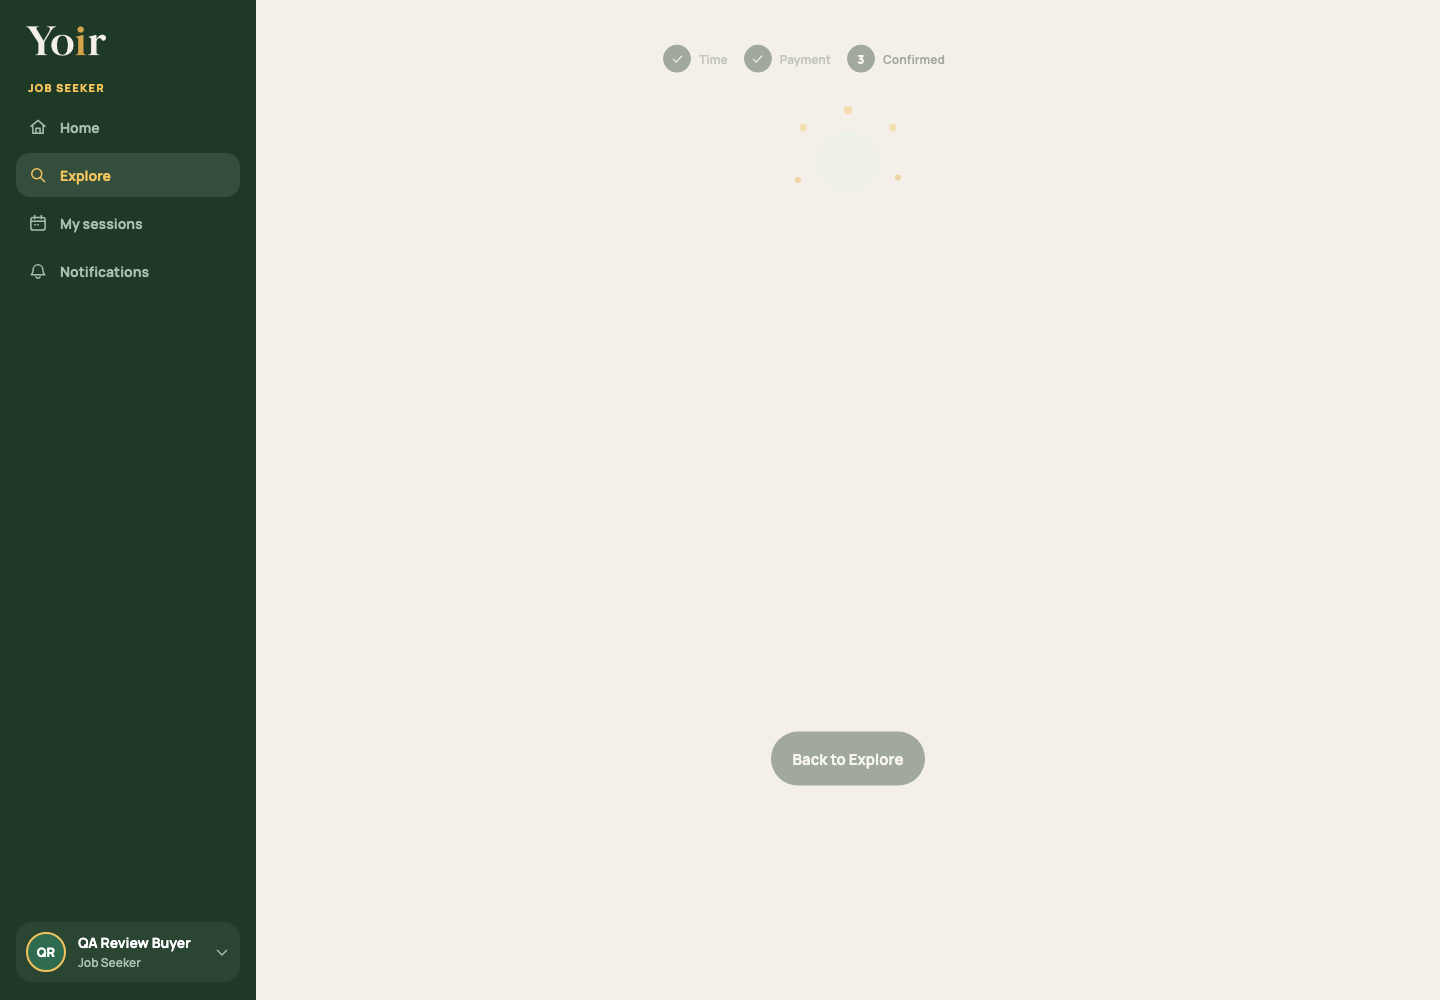 Yoir
JOB SEEKER
Home
Explore
My sessions
Notifications
Time
Payment
3 Confirmed
Back to Explore
QR
QA Review Buyer
Job Seeker